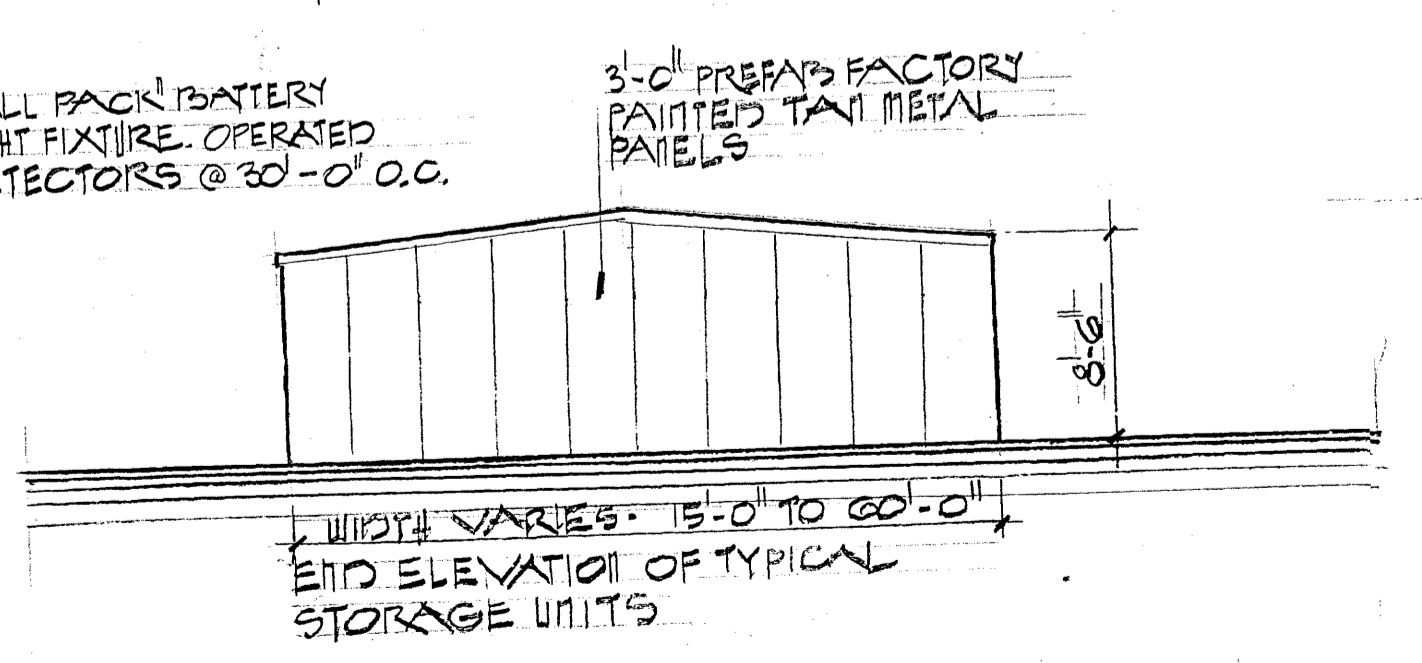 ALL PACK" BATTERY
HT FIXTURE. OPERATED
TECTORS @ 30'-0" O.C.
3'-0" PREFAB FACTORY
PAINTED TAN METAL
PANELS
8'-6"
WIDTH VARIES. 15'-0" TO 60'-0"
END ELEVATION OF TYPICAL
STORAGE UNITS